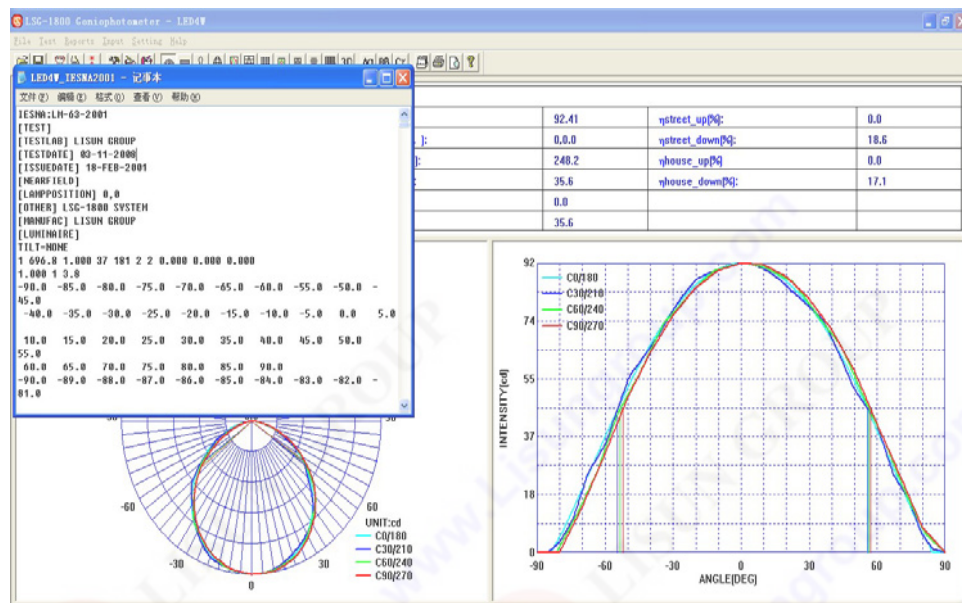 LSG-1800 Goniophotometer - LED4W
File Test Reports Input Setting Help
LED4W_IESNA2001 - 记事本
文件(F) 编辑(E) 格式(O) 查看(V) 帮助(H)
IESNA:LM-63-2001
[TEST]
[TESTLAB] LISUN GROUP
[TESTDATE] 03-11-2008
[ISSUEDATE] 18-FEB-2001
[NEARFIELD]
[LAMPPOSITION] 0,0
[OTHER] LSG-1800 SYSTEM
[MANUFAC] LISUN GROUP
[LUMINAIRE]
TILT=NONE
1 696.8 1.000 37 181 2 2 0.000 0.000 0.000
1.000 1 3.8
-90.0 -85.0 -80.0 -75.0 -70.0 -65.0 -60.0 -55.0 -50.0 -
45.0
-40.0 -35.0 -30.0 -25.0 -20.0 -15.0 -10.0 -5.0 0.0 5.0
10.0 15.0 20.0 25.0 30.0 35.0 40.0 45.0 50.0
55.0
60.0 65.0 70.0 75.0 80.0 85.0 90.0
-90.0 -89.0 -88.0 -87.0 -86.0 -85.0 -84.0 -83.0 -82.0 -
81.0
92.41 ηstreet_up[%]: 0.0
]: 0.0,0.0 ηstreet_down[%]: 18.6
]: 248.2 ηhouse_up[%] 0.0
: 35.6 ηhouse_down[%]: 17.1
0.0
35.6
-60 60
-30 30
0
UNIT:cd
C0/180
C30/210
C60/240
C90/270
INTENSITY[cd]
92
74
55
37
18
0
C0/180
C30/210
C60/240
C90/270
-90 -60 -30 0 30 60 90
ANGLE[DEG]
LISUN GROUP
www.Lisungroup.com